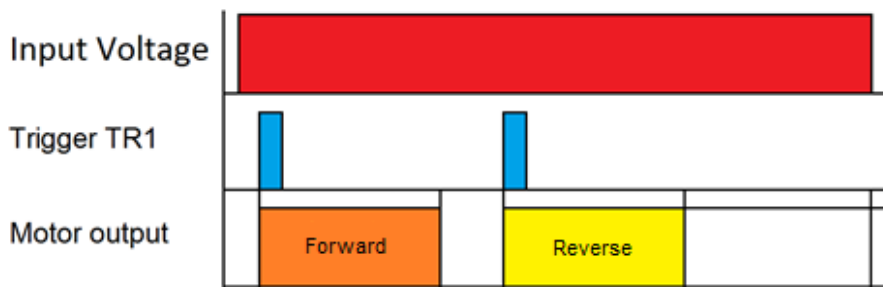 Input Voltage
Trigger TR1
Motor output
Forward
Reverse